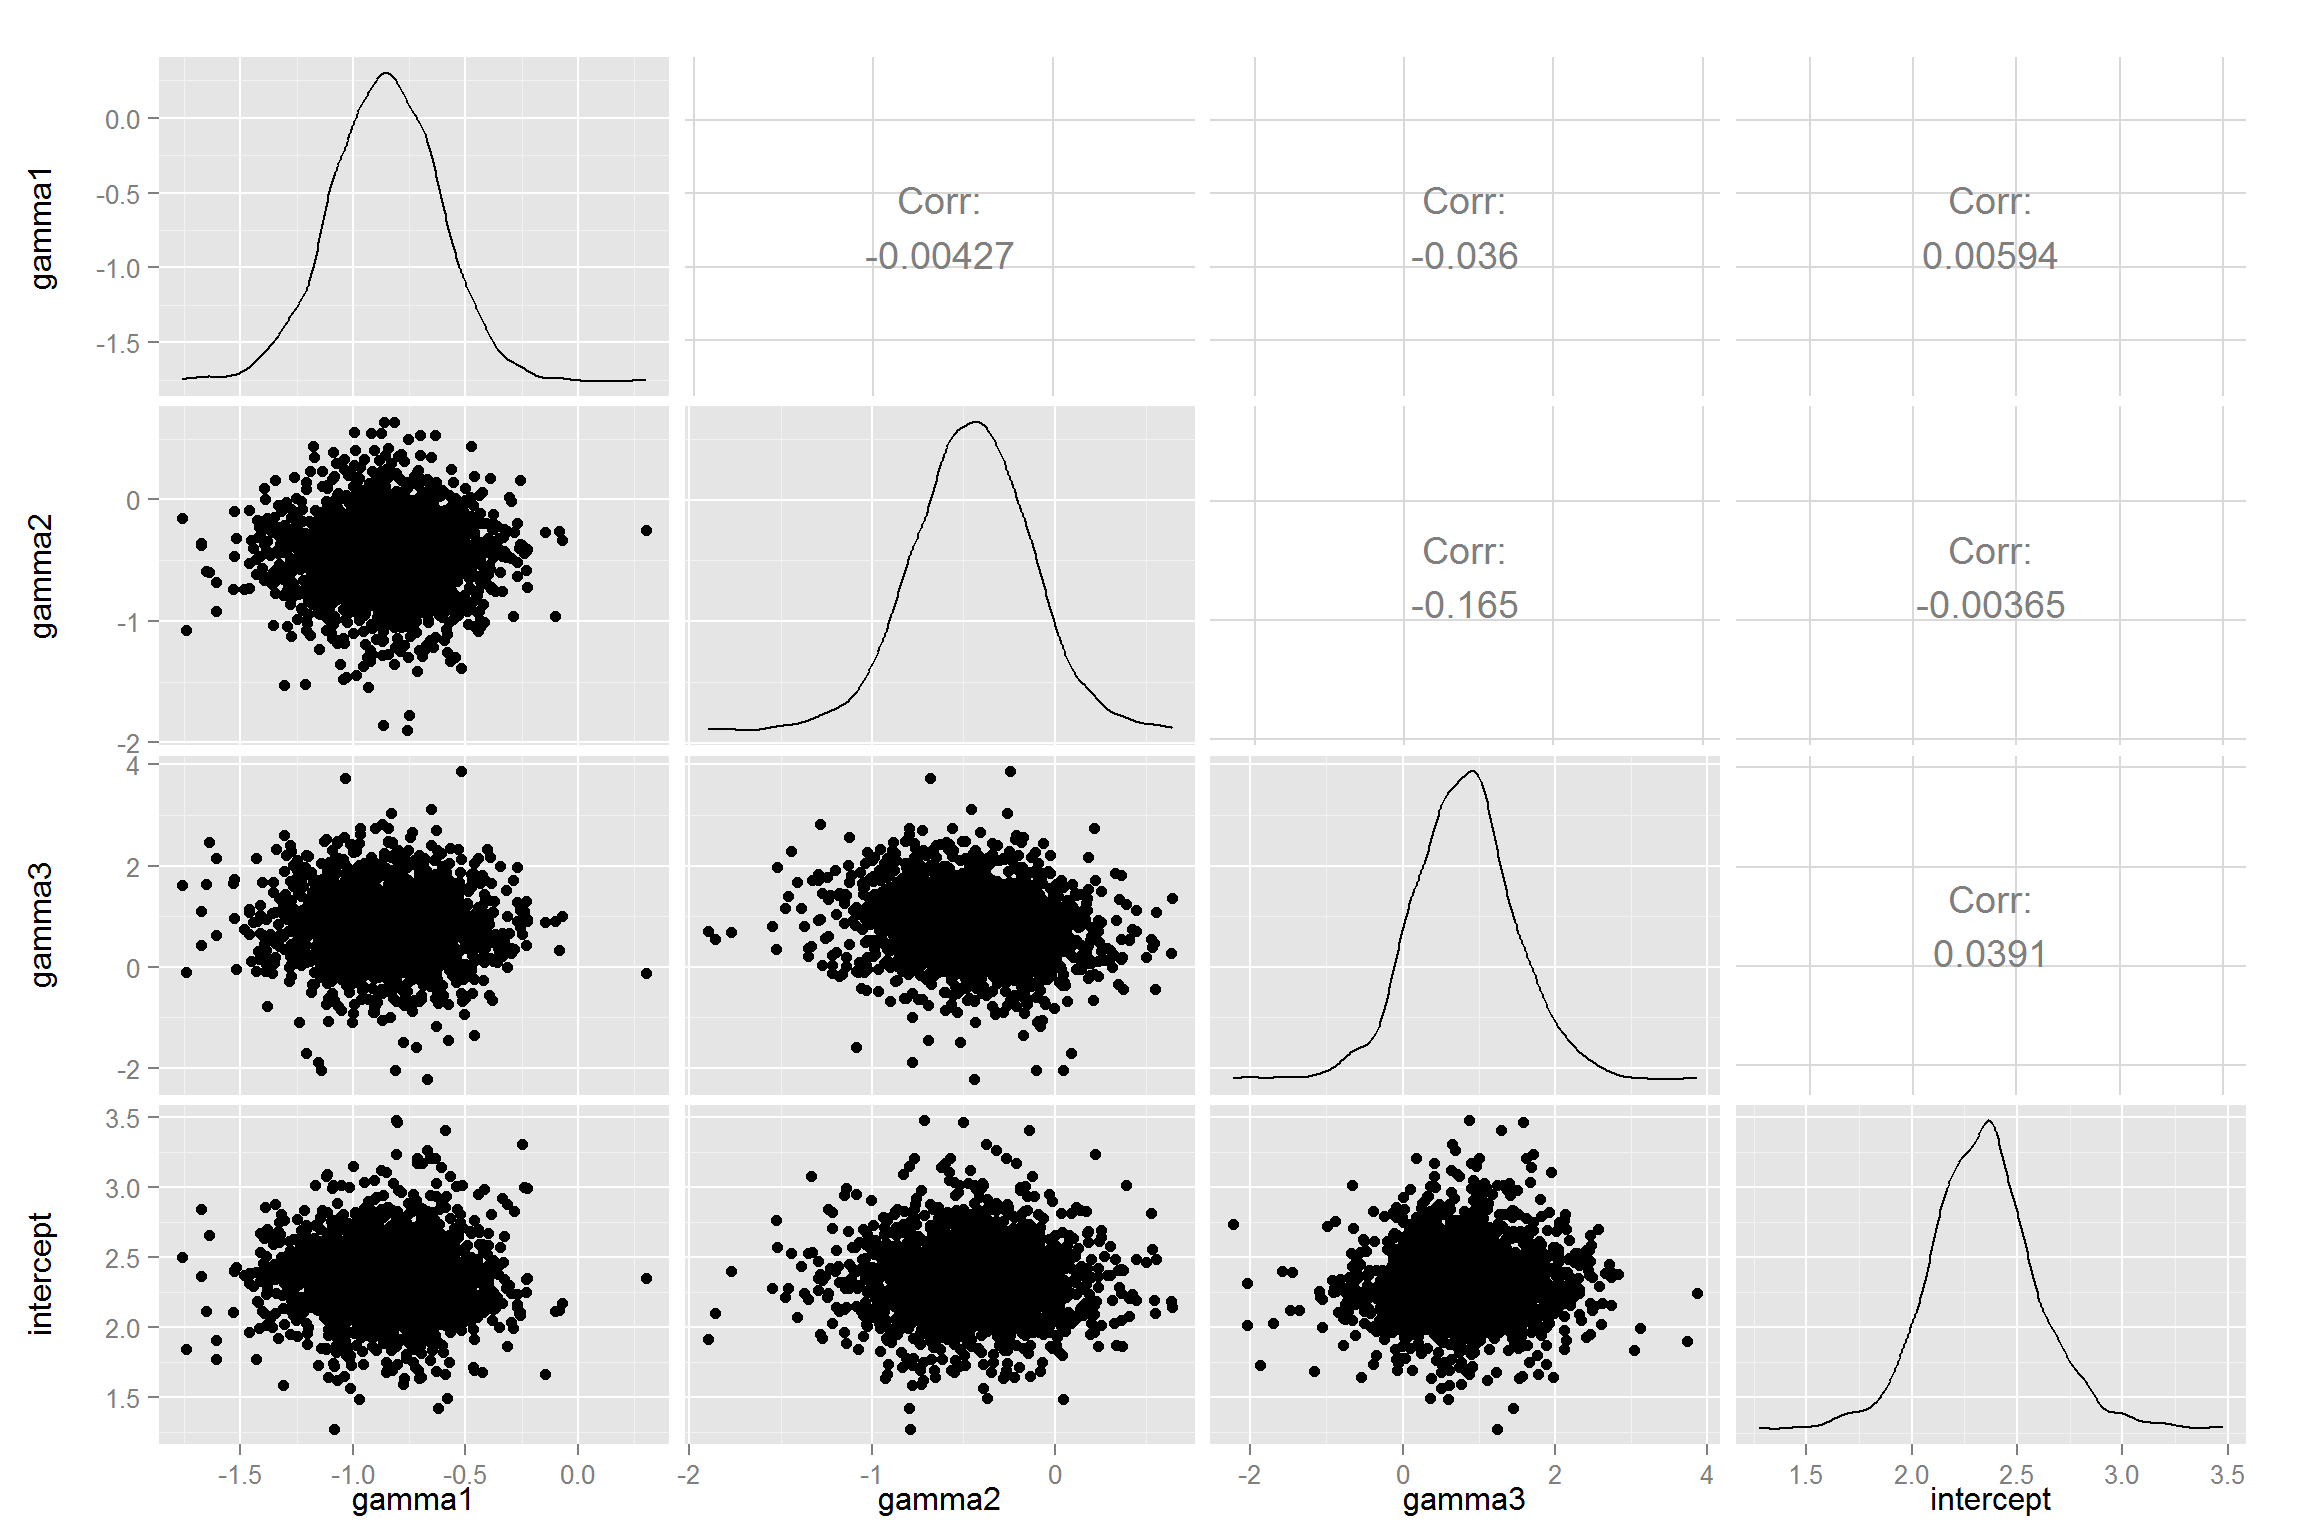 gamma1
0.0
-0.5
-1.0
-1.5
Corr:
-0.00427
Corr:
-0.036
Corr:
0.00594
gamma2
0
-1
-2
Corr:
-0.165
Corr:
-0.00365
gamma3
4
2
0
-2
Corr:
0.0391
intercept
3.5
3.0
2.5
2.0
1.5
-1.5 -1.0 -0.5 0.0
-2 -1 0
-2 0 2 4
1.5 2.0 2.5 3.0 3.5
gamma1
gamma2
gamma3
intercept